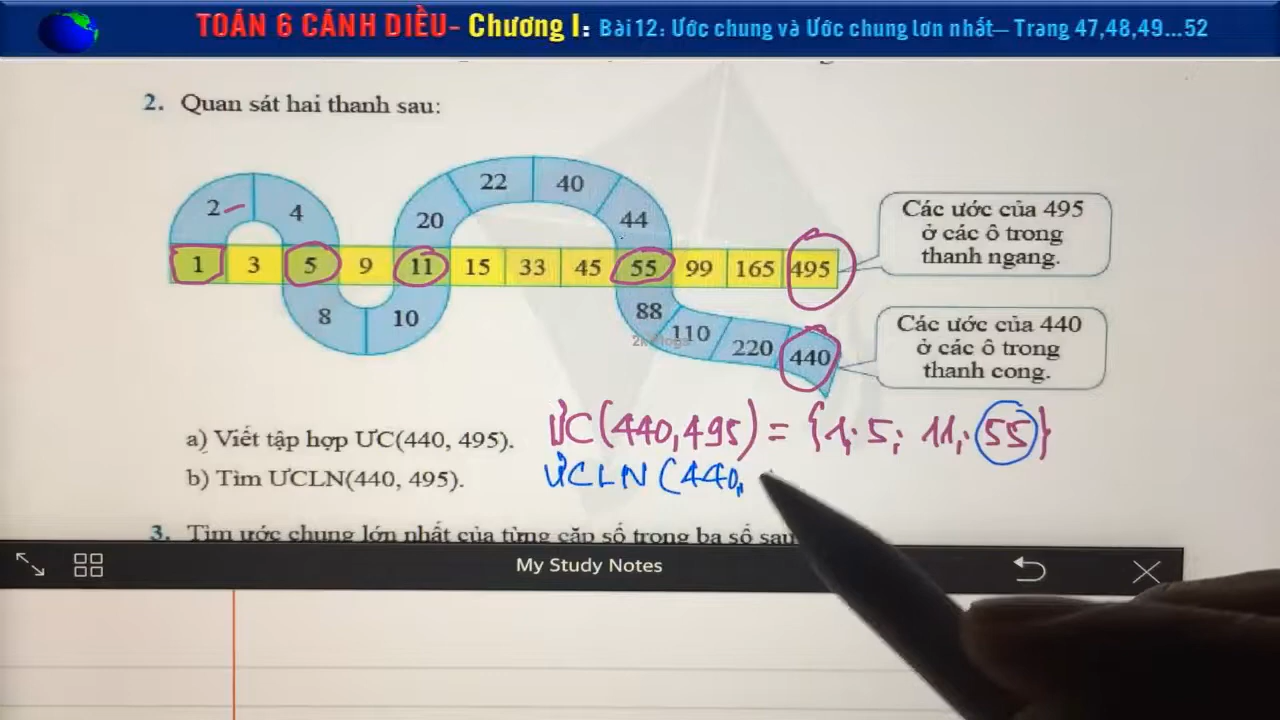 TOÁN 6 CÁNH DIỀU- Chương I: Bài 12: Ước chung và Ước chung lớn nhất– Trang 47,48,49...52
2. Quan sát hai thanh sau:
22 40
2 4 20 44
1 3 5 9 11 15 33 45 55 99 165 495
8 10 88 110 220 440
Các ước của 495
ở các ô trong
thanh ngang.
Các ước của 440
ở các ô trong
thanh cong.
a) Viết tập hợp ƯC(440, 495). ƯC(440,495) = {1; 5; 11; 55}
b) Tìm ƯCLN(440, 495). ƯCLN(440,
3. Tìm ước chung lớn nhất của từng cặp số trong ba số sau
My Study Notes